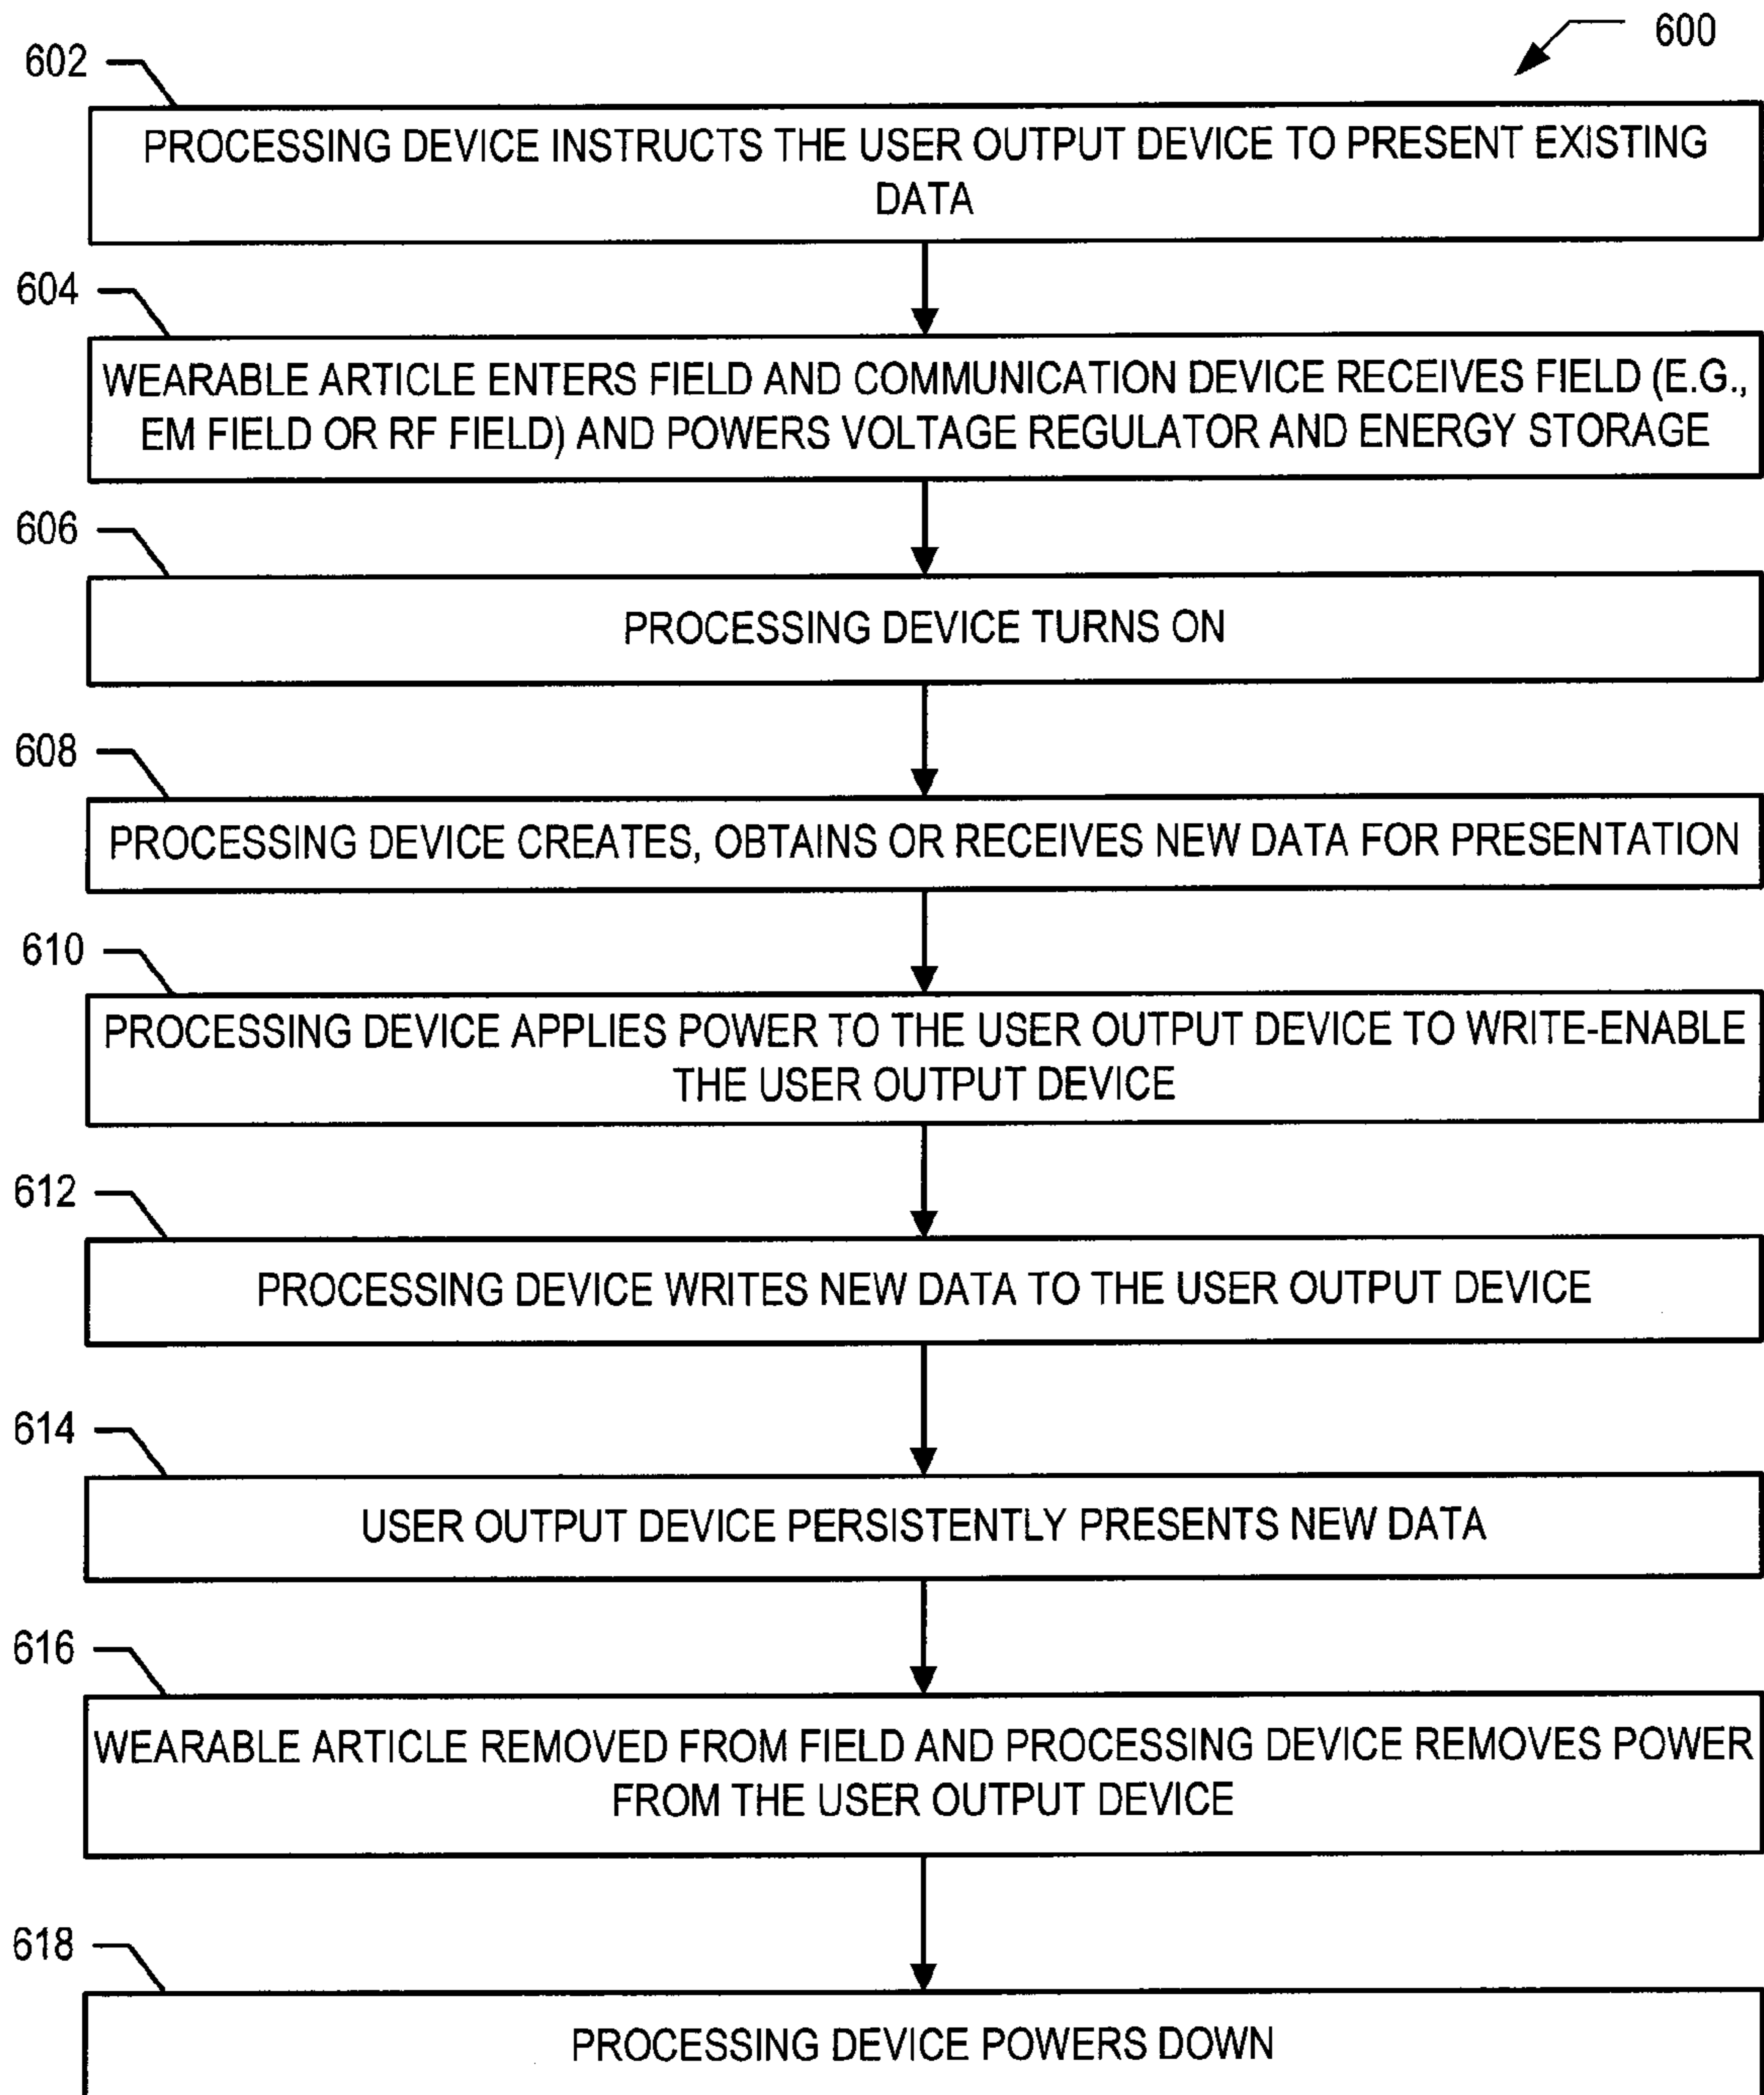 600
602
PROCESSING DEVICE INSTRUCTS THE USER OUTPUT DEVICE TO PRESENT EXISTING
DATA
604
WEARABLE ARTICLE ENTERS FIELD AND COMMUNICATION DEVICE RECEIVES FIELD (E.G.,
EM FIELD OR RF FIELD) AND POWERS VOLTAGE REGULATOR AND ENERGY STORAGE
606
PROCESSING DEVICE TURNS ON
608
PROCESSING DEVICE CREATES, OBTAINS OR RECEIVES NEW DATA FOR PRESENTATION
610
PROCESSING DEVICE APPLIES POWER TO THE USER OUTPUT DEVICE TO WRITE-ENABLE
THE USER OUTPUT DEVICE
612
PROCESSING DEVICE WRITES NEW DATA TO THE USER OUTPUT DEVICE
614
USER OUTPUT DEVICE PERSISTENTLY PRESENTS NEW DATA
616
WEARABLE ARTICLE REMOVED FROM FIELD AND PROCESSING DEVICE REMOVES POWER
FROM THE USER OUTPUT DEVICE
618
PROCESSING DEVICE POWERS DOWN